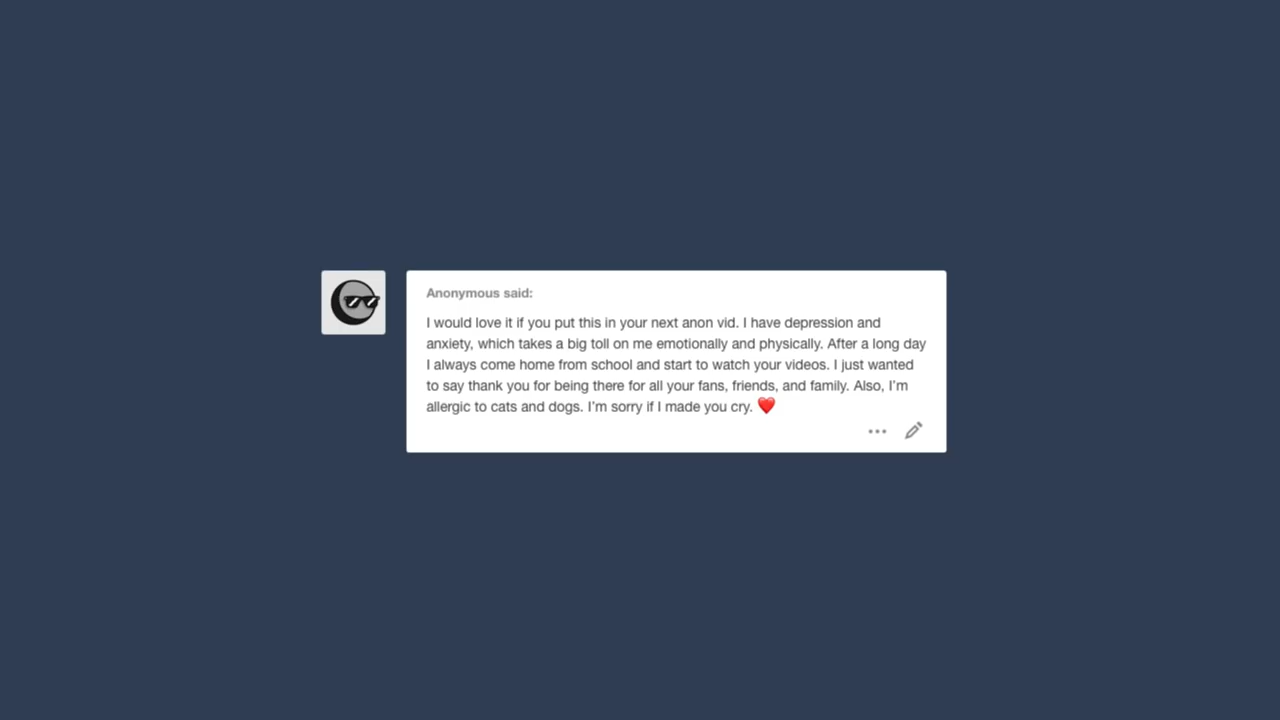 Anonymous said:
I would love it if you put this in your next anon vid. I have depression and
anxiety, which takes a big toll on me emotionally and physically. After a long day
I always come home from school and start to watch your videos. I just wanted
to say thank you for being there for all your fans, friends, and family. Also, I’m
allergic to cats and dogs. I’m sorry if I made you cry. ❤️